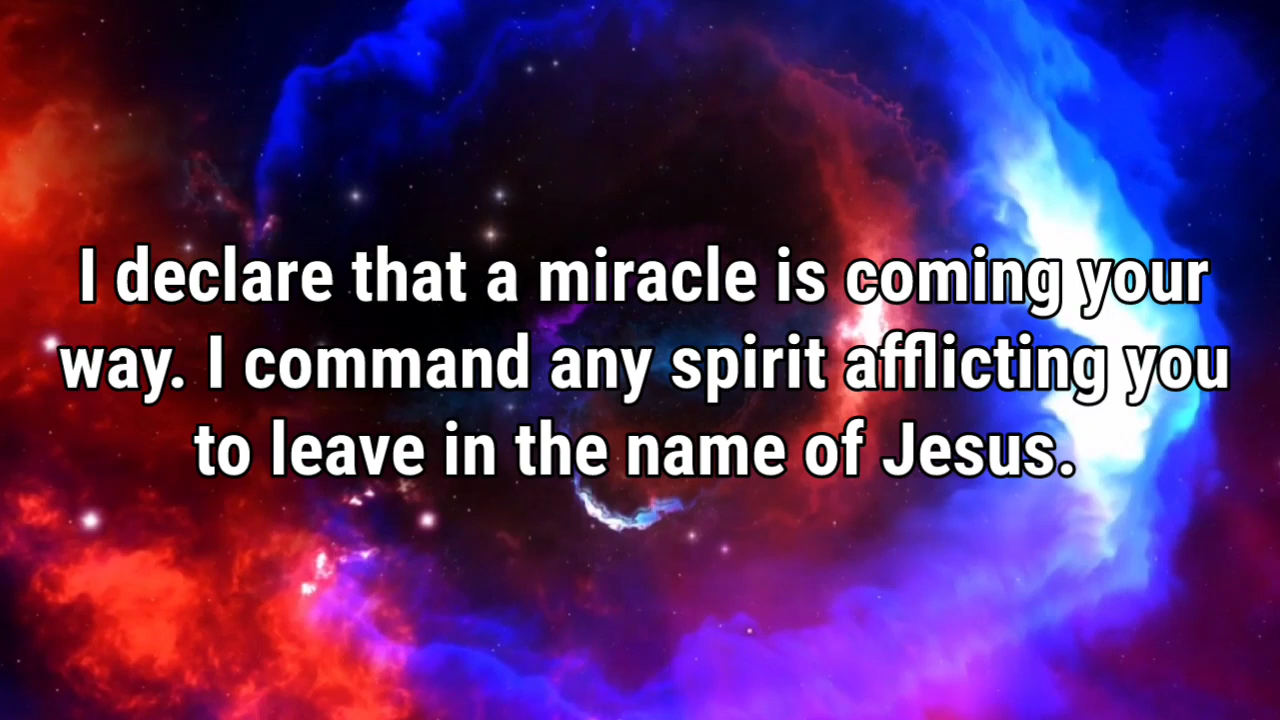 I declare that a miracle is coming your
way. I command any spirit afflicting you
to leave in the name of Jesus.